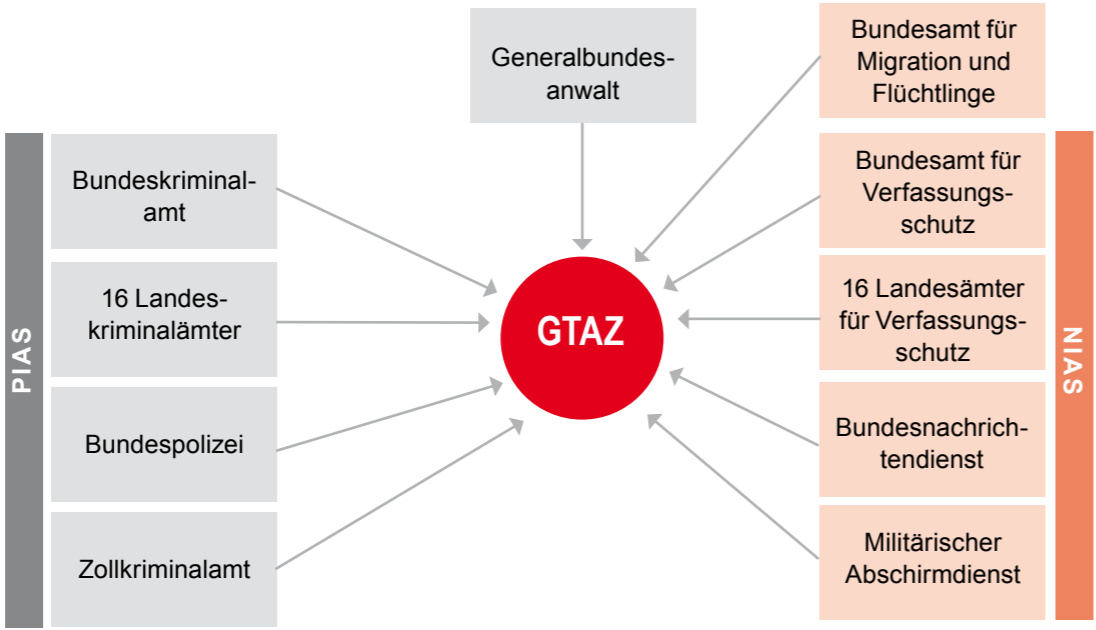 Generalbundes-
anwalt
Bundesamt für
Migration und
Flüchtlinge
PIAS
Bundeskriminal-
amt
16 Landes-
kriminalämter
Bundespolizei
Zollkriminalamt
GTAZ
Bundesamt für
Verfassungs-
schutz
16 Landesämter
für Verfassungs-
schutz
Bundesnachrich-
tendienst
Militärischer
Abschirmdienst
NIAS